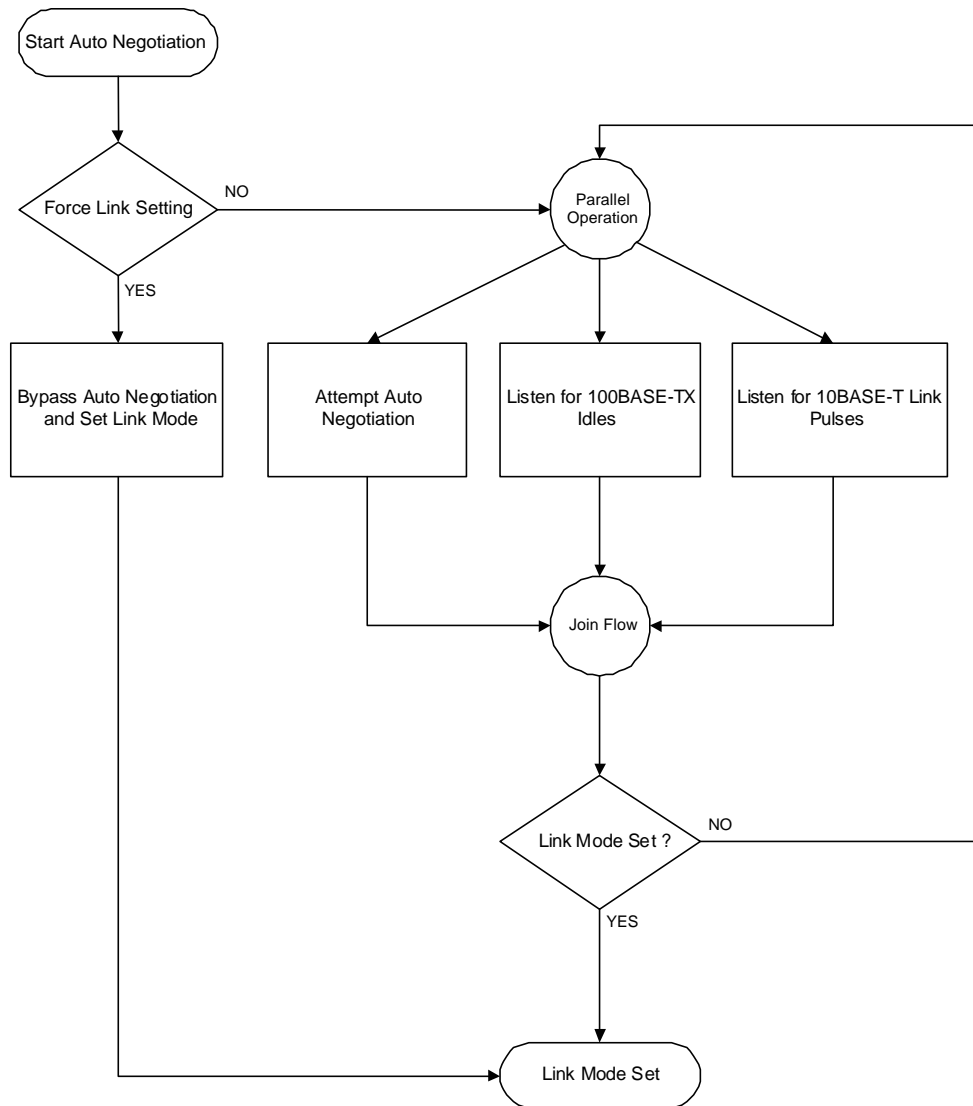 Start Auto Negotiation
Force Link Setting
NO
Parallel
Operation
YES
Bypass Auto Negotiation
and Set Link Mode
Attempt Auto
Negotiation
Listen for 100BASE-TX
Idles
Listen for 10BASE-T Link
Pulses
Join Flow
Link Mode Set ?
NO
YES
Link Mode Set